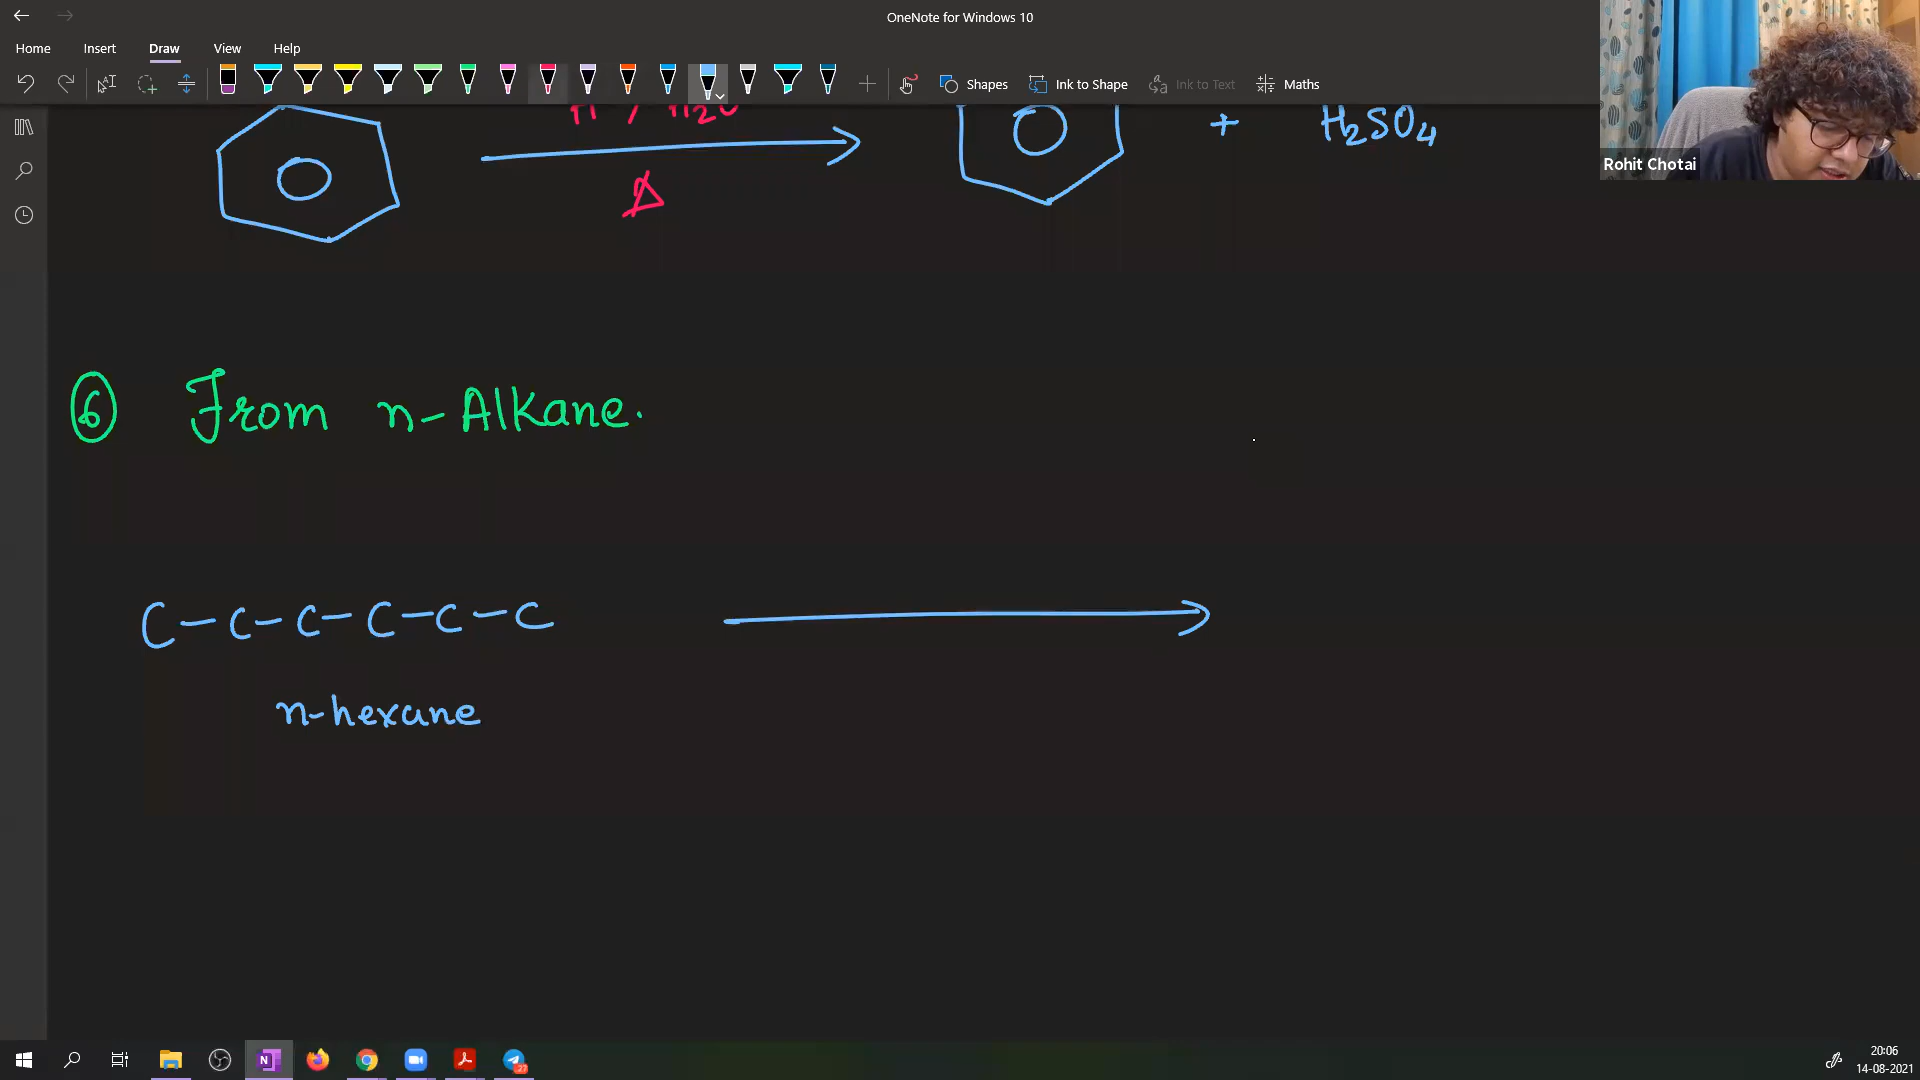 OneNote for Windows 10
Home Insert Draw View Help
Shapes Ink to Shape Ink to Text Maths
Rohit Chotai
+ H₂SO₄
Δ
⑥ From n-Alkane.
C-C-C-C-C-C
n-hexane
20:06
14-08-2021